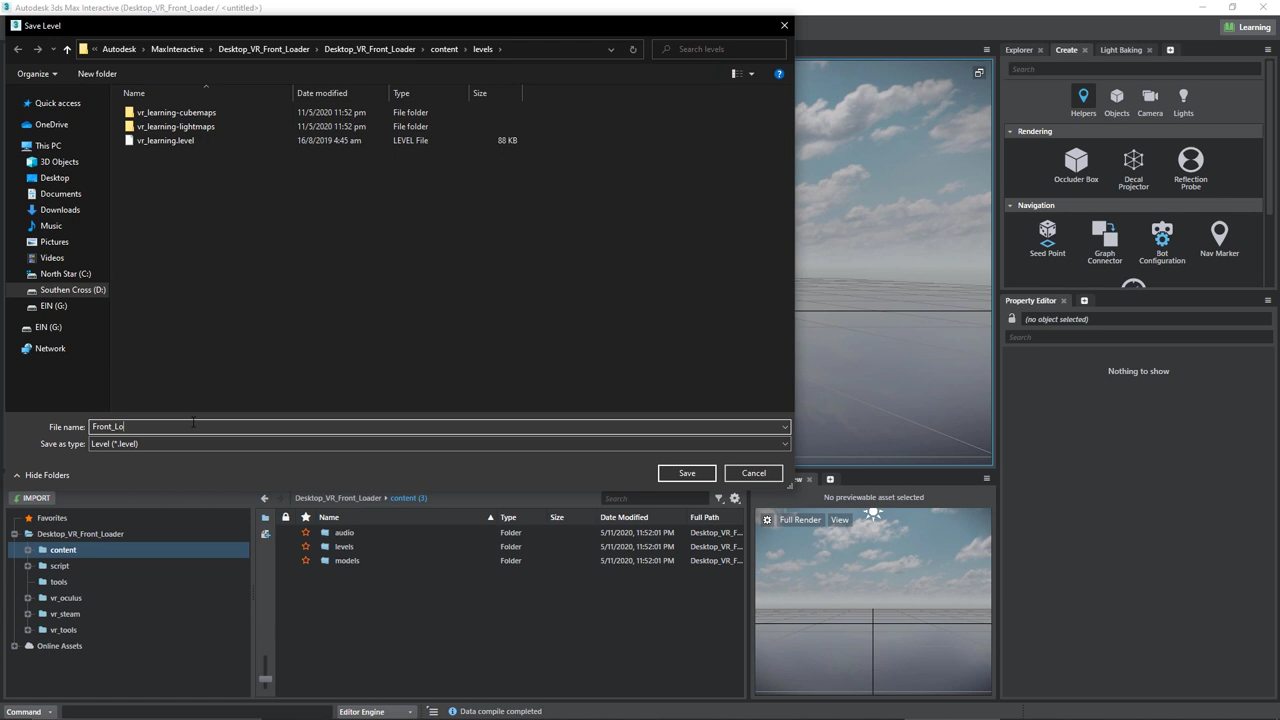 Autodesk 3ds Max Interactive (Desktop_VR_Front_Loader / <untitled>)
Save Level
Learning
Autodesk
MaxInteractive
Desktop_VR_Front_Loader
Desktop_VR_Front_Loader
content
levels
Search levels
Organize
New folder
Name
Date modified
Type
Size
vr_learning-cubemaps 11/5/2020 11:52 pm File folder
vr_learning-lightmaps 11/5/2020 11:52 pm File folder
vr_learning.level 16/8/2019 4:45 am LEVEL File 88 KB
Quick access
OneDrive
This PC
3D Objects
Desktop
Documents
Downloads
Music
Pictures
Videos
North Star (C:)
Southen Cross (D:)
EIN (G:)
EIN (G:)
Network
File name: Front_Lo
Save as type: Level (*.level)
Hide Folders
Save
Cancel
Explorer
Create
Light Baking
Search
Helpers
Objects
Camera
Lights
Rendering
Occluder Box
Decal Projector
Reflection Probe
Navigation
Seed Point
Graph Connector
Bot Configuration
Nav Marker
Property Editor
(no object selected)
Search
Nothing to show
IMPORT
Favorites
Desktop_VR_Front_Loader
content
script
tools
vr_oculus
vr_steam
vr_tools
Online Assets
Desktop_VR_Front_Loader
content (3)
Search
Name Type Size Date Modified Full Path
audio Folder 5/11/2020, 11:52:01 PM Desktop_VR_F...
levels Folder 5/11/2020, 11:52:01 PM Desktop_VR_F...
models Folder 5/11/2020, 11:52:01 PM Desktop_VR_F...
No previewable asset selected
Full Render
View
Command
Editor Engine
Data compile completed